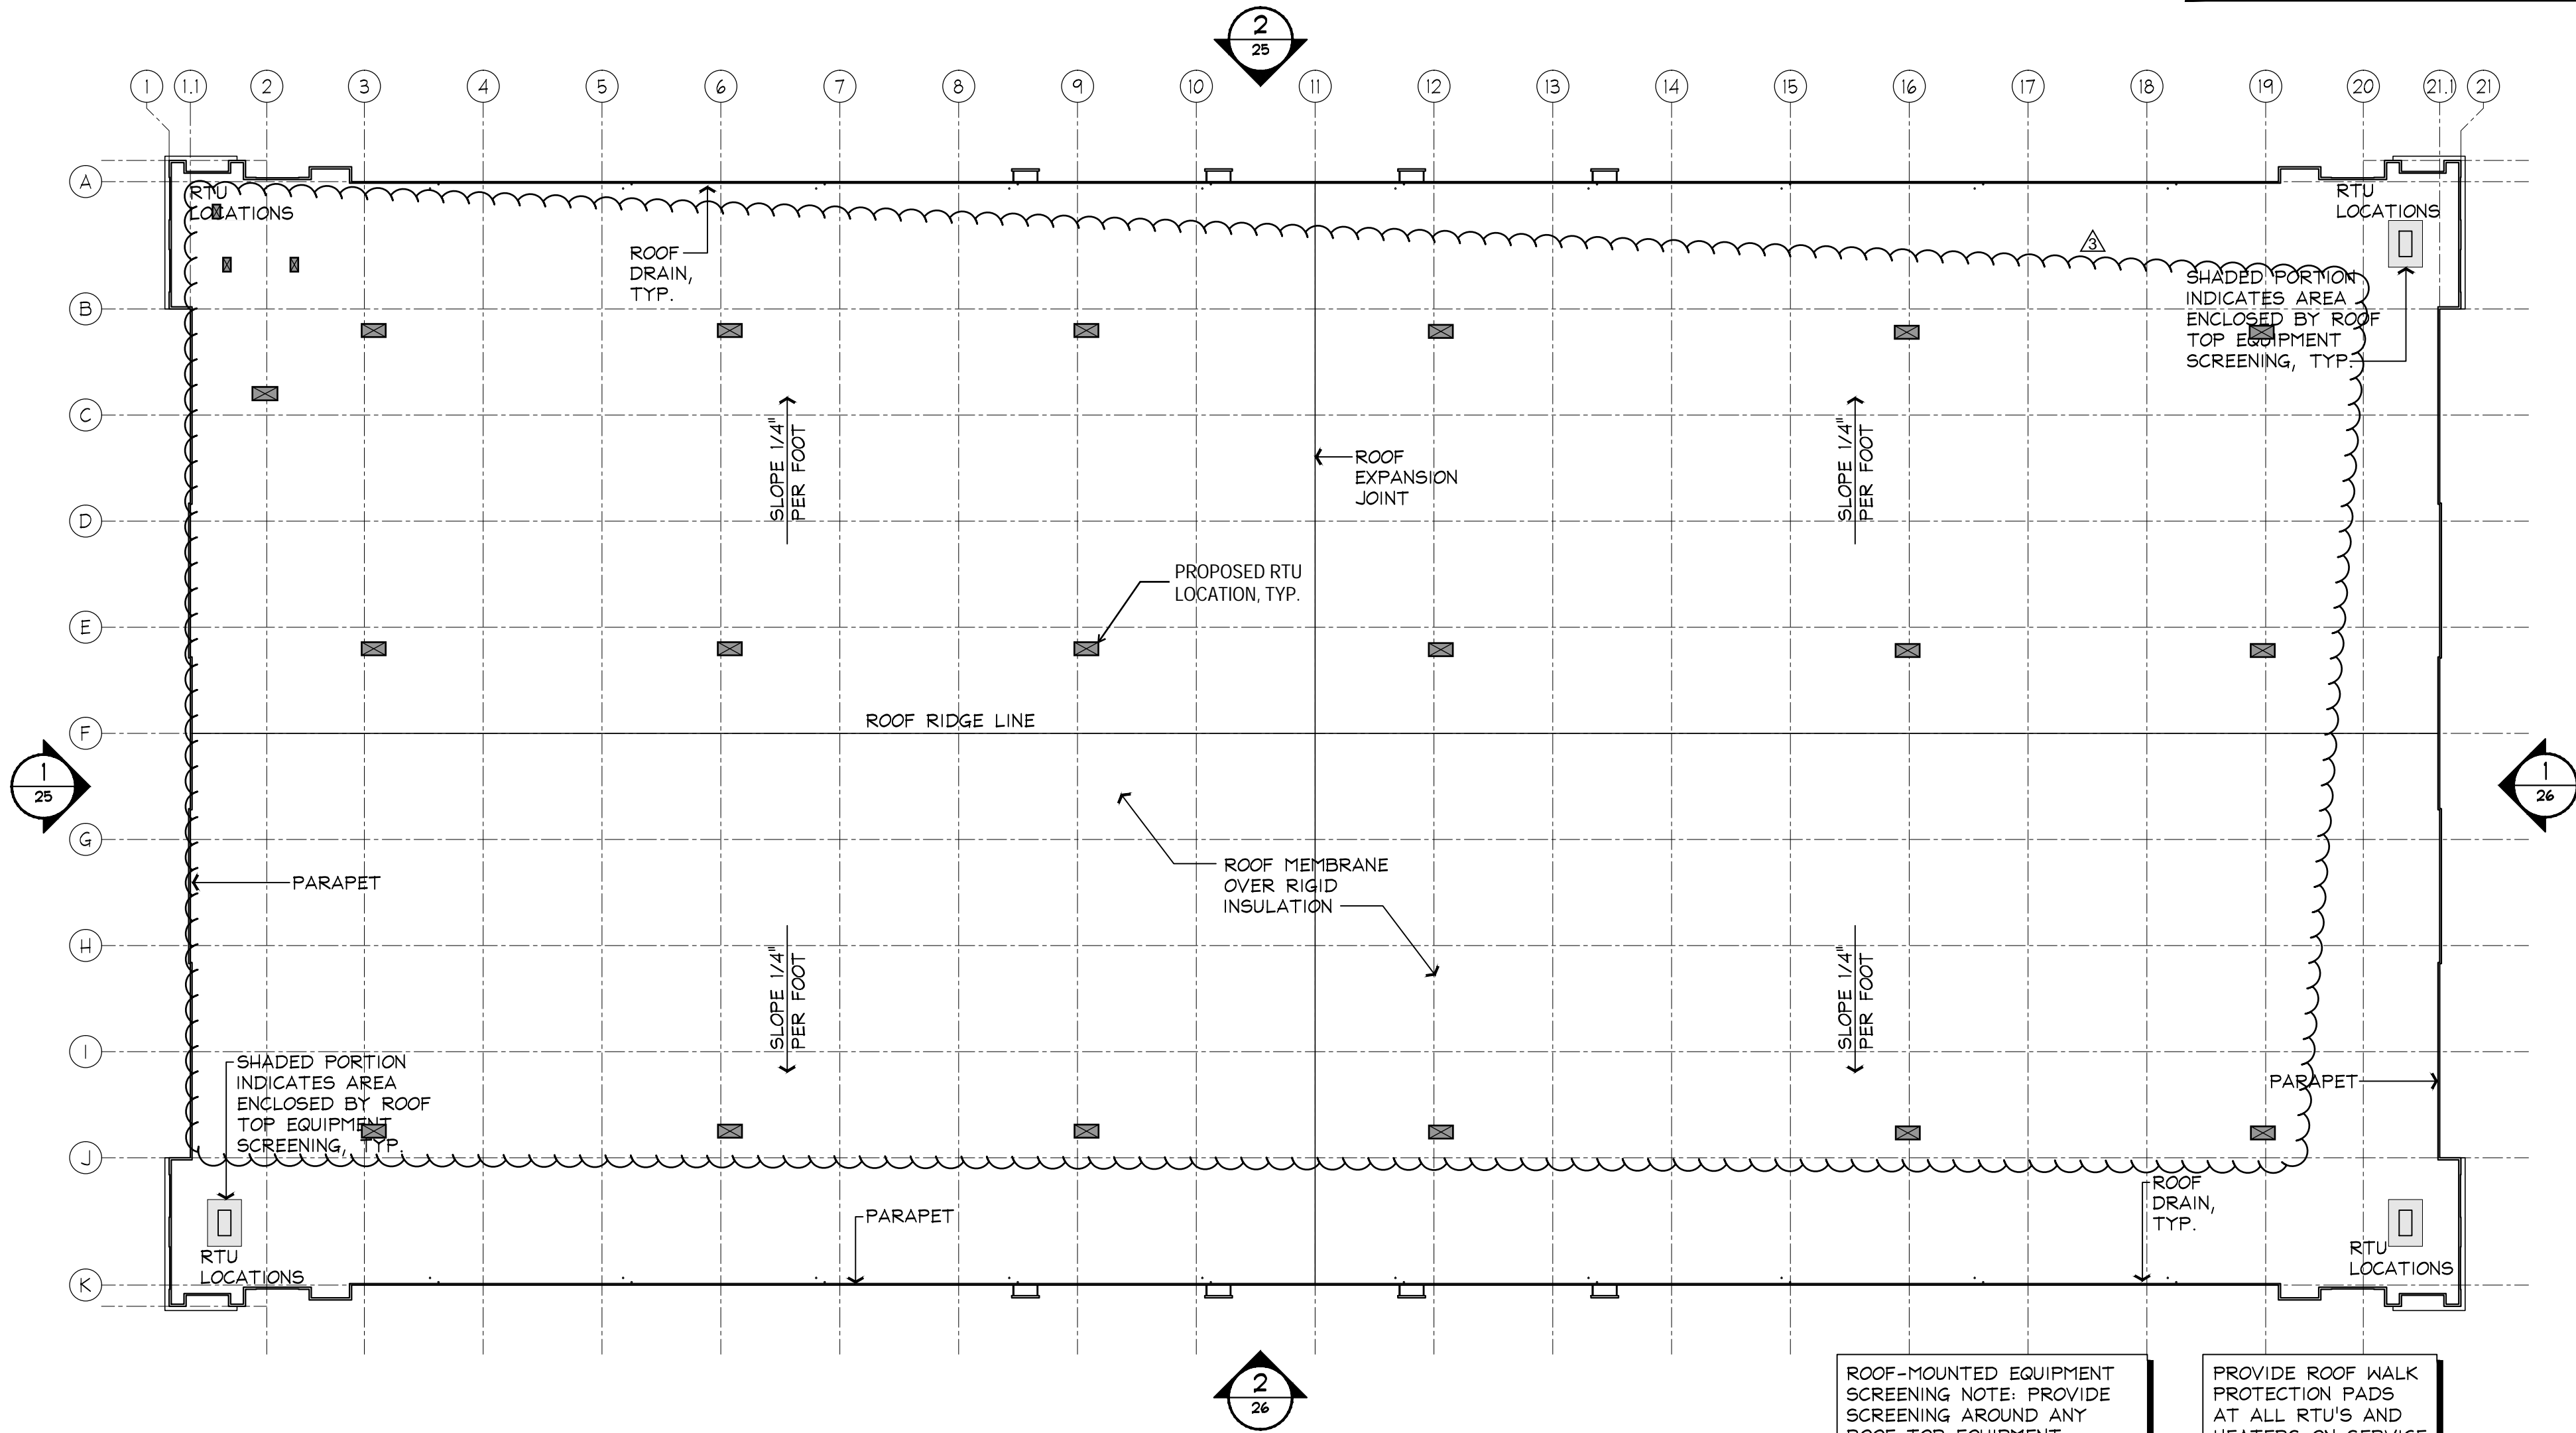 2
25
1
1.1
2
3
4
5
6
7
8
9
10
11
12
13
14
15
16
17
18
19
20
21.1
21
A
B
C
D
E
F
G
H
I
J
K
RTU
LOCATIONS
ROOF
DRAIN,
TYP.
RTU
LOCATIONS
3
SHADED PORTION
INDICATES AREA
ENCLOSED BY ROOF
TOP EQUIPMENT
SCREENING, TYP.
SLOPE 1/4"
PER FOOT
ROOF
EXPANSION
JOINT
SLOPE 1/4"
PER FOOT
PROPOSED RTU
LOCATION, TYP.
ROOF RIDGE LINE
1
25
1
26
PARAPET
ROOF MEMBRANE
OVER RIGID
INSULATION
SLOPE 1/4"
PER FOOT
SLOPE 1/4"
PER FOOT
SHADED PORTION
INDICATES AREA
ENCLOSED BY ROOF
TOP EQUIPMENT
SCREENING, TYP.
PARAPET
RTU
LOCATIONS
PARAPET
ROOF
DRAIN,
TYP.
RTU
LOCATIONS
2
26
ROOF-MOUNTED EQUIPMENT
SCREENING NOTE: PROVIDE
SCREENING AROUND ANY
ROOF TOP EQUIPMENT
PROVIDE ROOF WALK
PROTECTION PADS
AT ALL RTU'S AND
HEATERS ON SERVICE